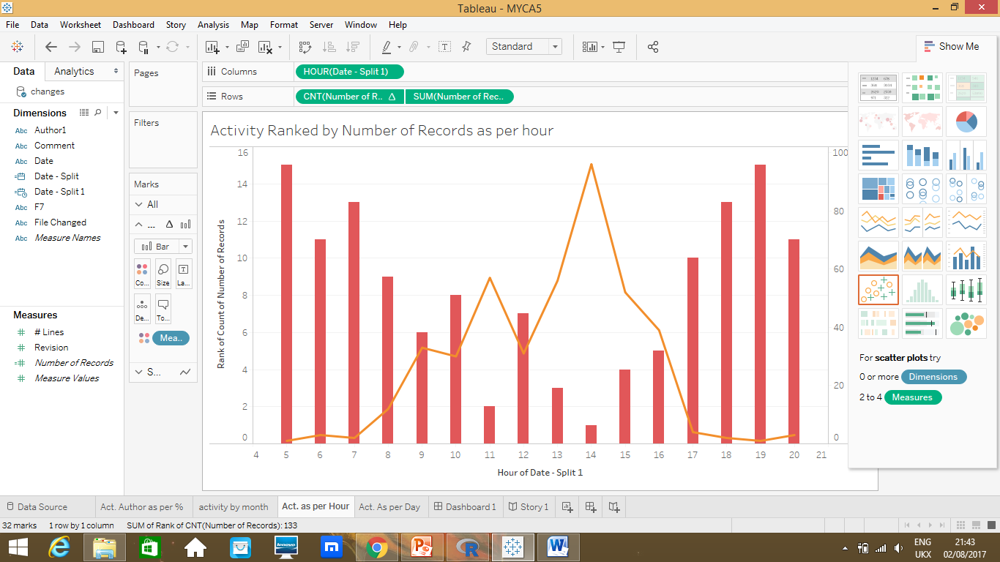 Tableau - MYCA5
File Data Worksheet Dashboard Story Analysis Map Format Server Window Help
Standard
Show Me
Data Analytics
changes
Dimensions
Abc Author1
Abc Comment
Abc Date
Date - Split
Date - Split 1
Abc F7
Abc File Changed
Abc Measure Names
Measures
# # Lines
# Revision
# Number of Records
# Measure Values
Pages
Filters
Marks
All
...
Bar
Co... Size La...
De... To...
Mea..
S...
Columns HOUR(Date - Split 1)
Rows CNT(Number of R.. Δ SUM(Number of Rec..
Activity Ranked by Number of Records as per hour
Rank of Count of Number of Records
16
14
12
10
8
6
4
2
0
100
80
60
40
20
0
4 5 6 7 8 9 10 11 12 13 14 15 16 17 18 19 20 21
Hour of Date - Split 1
For scatter plots try
0 or more Dimensions
2 to 4 Measures
Data Source Act. Author as per % activity by month Act. as per Hour Act. As per Day Dashboard 1 Story 1
32 marks 1 row by 1 column SUM of Rank of CNT(Number of Records): 133
lenovo
ENG
UKX
21:43
02/08/2017